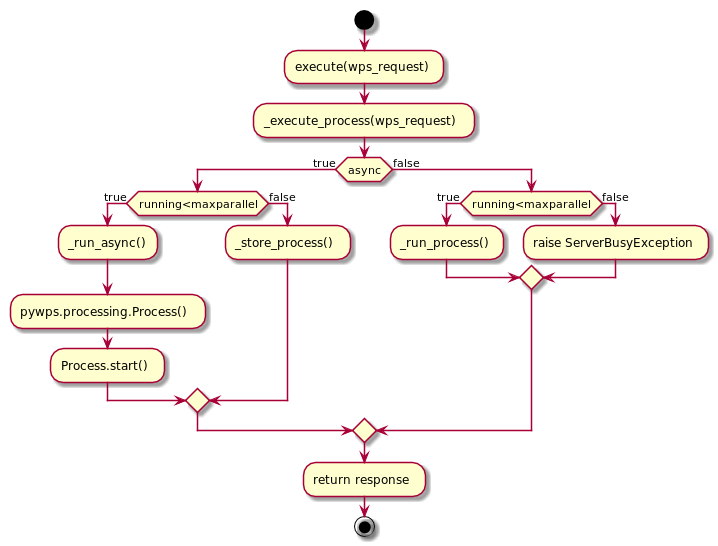 execute(wps_request)
_execute_process(wps_request)
true
async
false
true
running<maxparallel
false
true
running<maxparallel
false
_run_async()
_store_process()
_run_process()
raise ServerBusyException
pywps.processing.Process()
Process.start()
return response